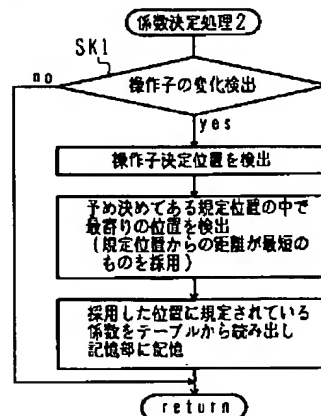 係数決定処理2
SK1
no
操作子の変化検出
yes
操作子決定位置を検出
予め決めてある規定位置の中で
最寄りの位置を検出
(規定位置からの距離が最短の
ものを採用)
採用した位置に規定されている
係数をテーブルから読み出し
記憶部に記憶
return